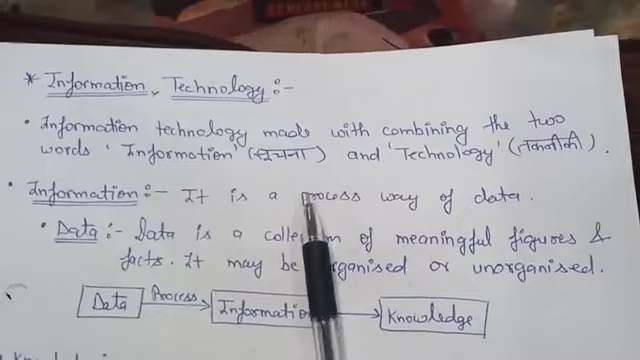 * Information, Technology :-
• Information technology made with combining the two
words 'Information' (सूचना) and 'Technology' (तकनीकी).
• Information :- It is a process way of data.
• Data :- Data is a of meaningful figures &
facts. It may be organised or unorganised.
Data Process Information Knowledge